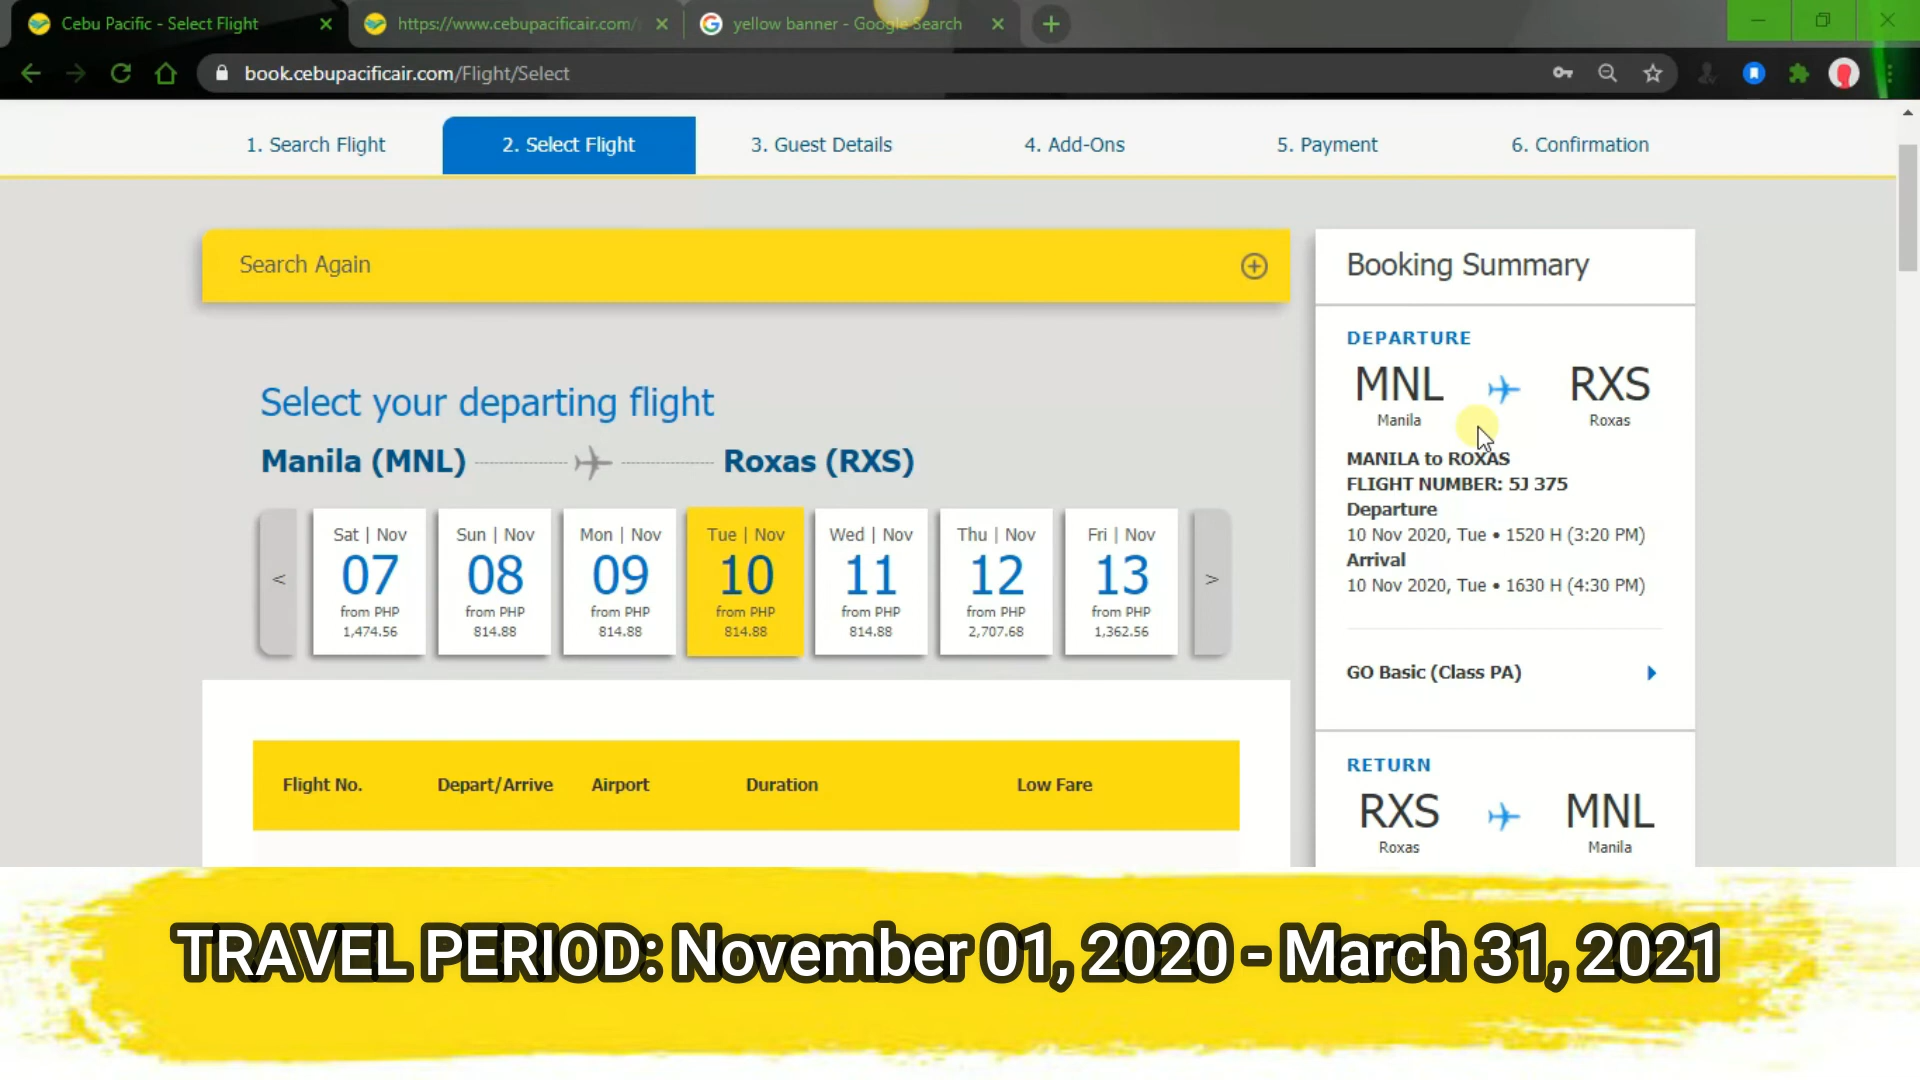 Cebu Pacific - Select Flight
https://www.cebupacificair.com/
yellow banner - Google Search
book.cebupacificair.com/Flight/Select
1. Search Flight
2. Select Flight
3. Guest Details
4. Add-Ons
5. Payment
6. Confirmation
Search Again
Select your departing flight
Manila (MNL) Roxas (RXS)
<
Sat | Nov
07
from PHP
1,474.56
Sun | Nov
08
from PHP
814.88
Mon | Nov
09
from PHP
814.88
Tue | Nov
10
from PHP
814.88
Wed | Nov
11
from PHP
814.88
Thu | Nov
12
from PHP
2,707.68
Fri | Nov
13
from PHP
1,362.56
>
Flight No. Depart/Arrive Airport Duration Low Fare
Booking Summary
DEPARTURE
MNL RXS
Manila Roxas
MANILA to ROXAS
FLIGHT NUMBER: 5J 375
Departure
10 Nov 2020, Tue • 1520 H (3:20 PM)
Arrival
10 Nov 2020, Tue • 1630 H (4:30 PM)
GO Basic (Class PA)
RETURN
RXS MNL
Roxas Manila
TRAVEL PERIOD: November 01, 2020 - March 31, 2021